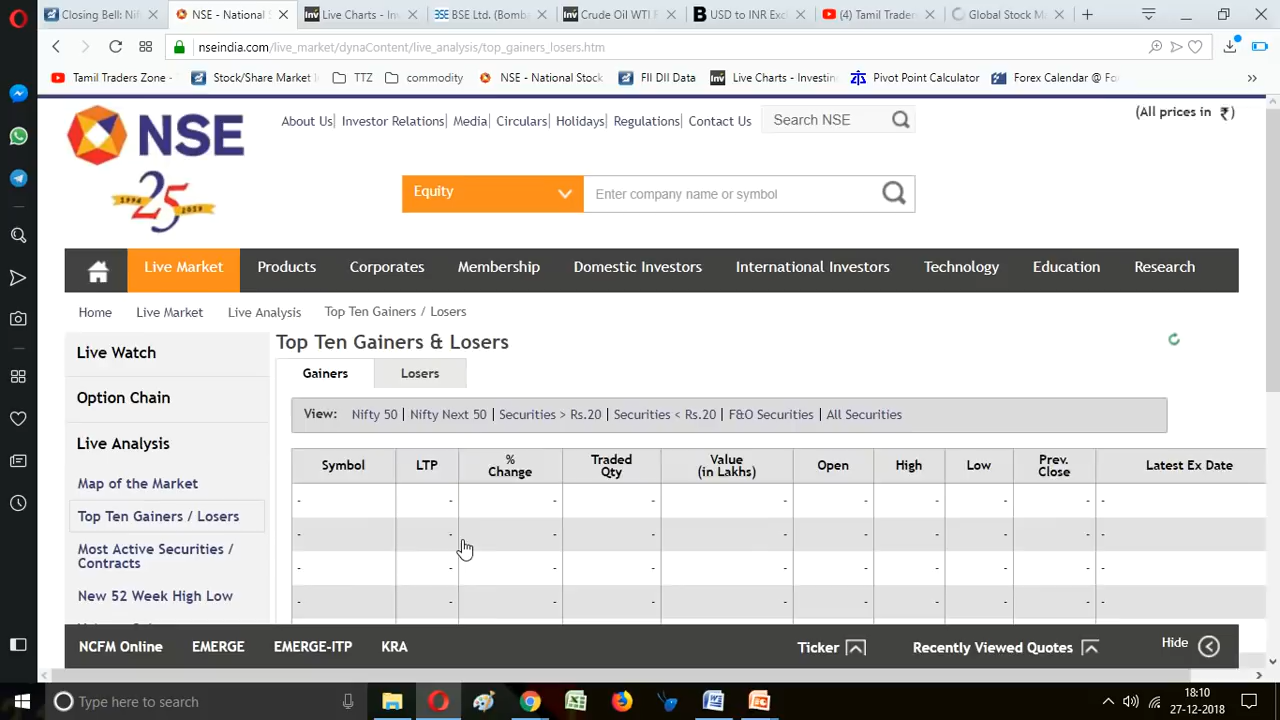 Closing Bell: Nif
NSE - National S
Live Charts - Inv
BSE Ltd. (Bomba
Crude Oil WTI F
USD to INR Exch
(4) Tamil Trader
Global Stock Ma
nseindia.com/live_market/dynaContent/live_analysis/top_gainers_losers.htm
Tamil Traders Zone -
Stock/Share Market
TTZ
commodity
NSE - National Stock
FII DII Data
Live Charts - Investin
Pivot Point Calculator
Forex Calendar @ Fo
NSE
25
1994
About Us| Investor Relations| Media| Circulars| Holidays| Regulations| Contact Us
Search NSE
(All prices in ₹)
Equity
Enter company name or symbol
Live Market
Products
Corporates
Membership
Domestic Investors
International Investors
Technology
Education
Research
Home
Live Market
Live Analysis
Top Ten Gainers / Losers
Live Watch
Option Chain
Live Analysis
Map of the Market
Top Ten Gainers / Losers
Most Active Securities /
Contracts
New 52 Week High Low
Top Ten Gainers & Losers
Gainers
Losers
View: Nifty 50 | Nifty Next 50 | Securities > Rs.20 | Securities < Rs.20 | F&O Securities | All Securities
Symbol LTP % Change Traded Qty Value (in Lakhs) Open High Low Prev. Close Latest Ex Date
- - - - - - - - - -
- - - - - - - - - -
- - - - - - - - - -
- - - - - - - - - -
NCFM Online
EMERGE
EMERGE-ITP
KRA
Ticker
Recently Viewed Quotes
Hide
Type here to search
18:10
27-12-2018